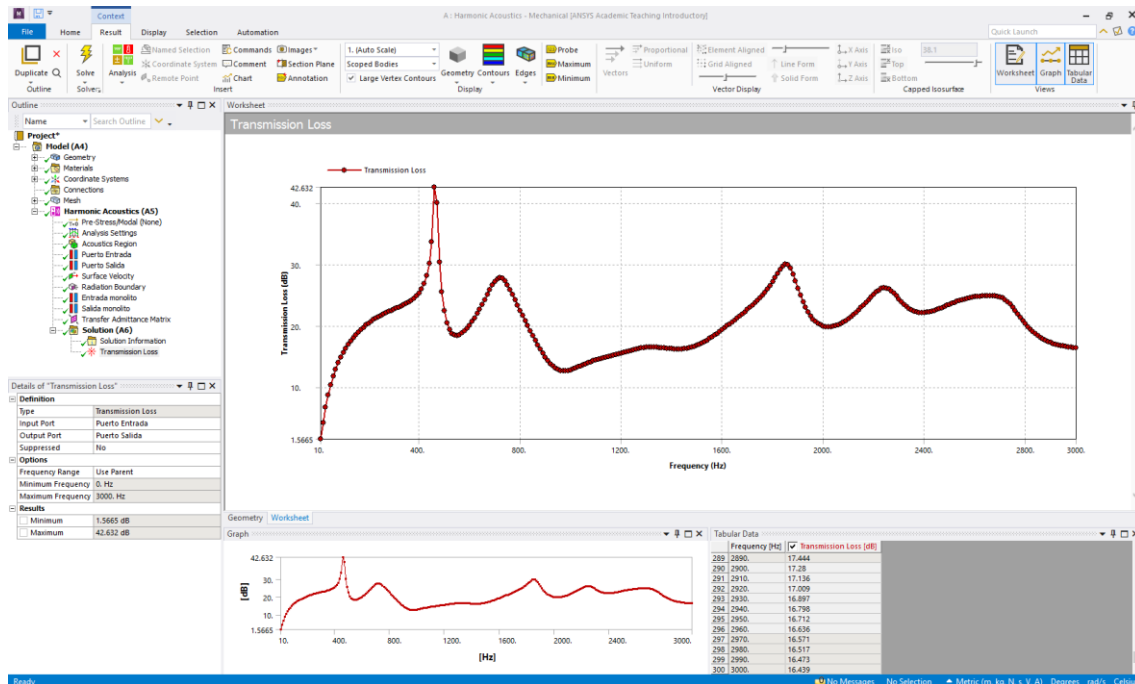 Context
A : Harmonic Acoustics - Mechanical [ANSYS Academic Teaching Introductory]
File Home Result Display Selection Automation
Quick Launch
Duplicate
Outline
Solve
Solver
Analysis
Named Selection
Coordinate System
Remote Point
Commands
Comment
Chart
Images
Section Plane
Annotation
Insert
1. (Auto Scale)
Scoped Bodies
Large Vertex Contours
Geometry Contours Edges
Display
Probe
Maximum
Minimum
Vectors
Proportional
Uniform
Element Aligned
Grid Aligned
Line Form
Solid Form
X Axis
Y Axis
Z Axis
Vector Display
Iso
Top
Bottom
38.1
Capped Isosurface
Worksheet Graph Tabular Data
Views
Outline
Name
Search Outline
Project*
Model (A4)
Geometry
Materials
Coordinate Systems
Connections
Mesh
Harmonic Acoustics (A5)
Pre-Stress/Modal (None)
Analysis Settings
Acoustics Region
Puerto Entrada
Puerto Salida
Surface Velocity
Radiation Boundary
Entrada monolito
Salida monolito
Transfer Admittance Matrix
Solution (A6)
Solution Information
Transmission Loss
Details of "Transmission Loss"
Definition
Type Transmission Loss
Input Port Puerto Entrada
Output Port Puerto Salida
Suppressed No
Options
Frequency Range Use Parent
Minimum Frequency 0. Hz
Maximum Frequency 3000. Hz
Results
Minimum 1.5665 dB
Maximum 42.632 dB
Worksheet
Transmission Loss
Transmission Loss
42.632
40.
30.
20.
10.
1.5665
Transmission Loss (dB)
10. 400. 800. 1200. 1600. 2000. 2400. 3000.
Frequency (Hz)
Geometry Worksheet
Graph
42.632
30.
20.
10.
1.5665
[dB]
10. 400. 800. 1200. 1600. 2000. 2400. 3000.
[Hz]
Tabular Data
Frequency [Hz] Transmission Loss [dB]
289 2890. 17.444
290 2900. 17.28
291 2910. 17.136
292 2920. 17.009
293 2930. 16.897
294 2940. 16.798
295 2950. 16.712
296 2960. 16.636
297 2970. 16.571
298 2980. 16.517
299 2990. 16.473
300 3000. 16.439
Ready
No Messages No Selection Metric (m, kg, N, s, V, A) Degrees rad/s Celsiu